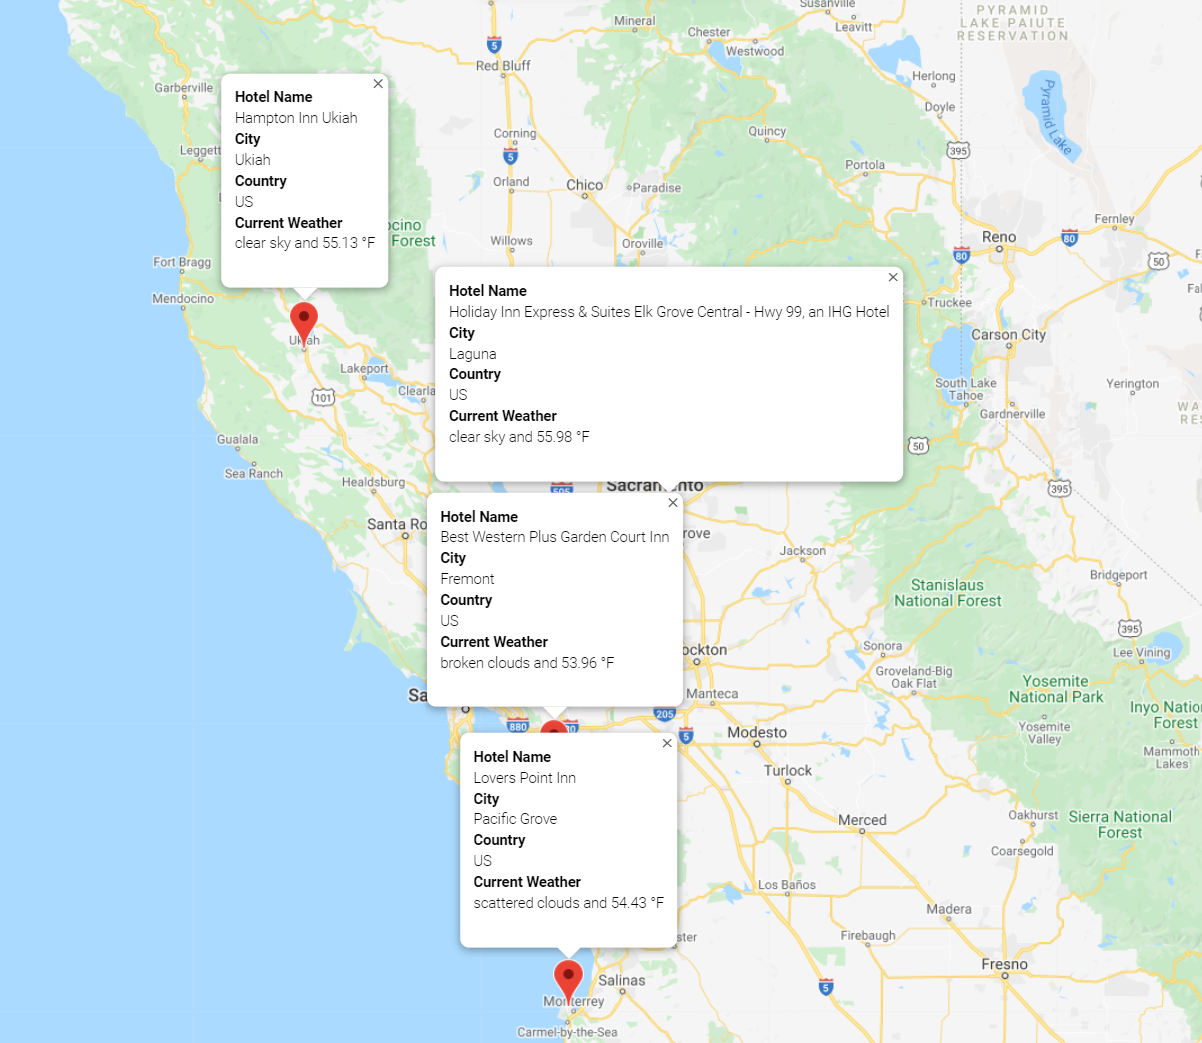 Susanville
Mineral
Chester
Leavitt
PYRAMID
LAKE PAIUTE
RESERVATION
Westwood
5
Red Bluff
Herlong
Pyramid Lake
Doyle
Garberville
Hotel Name
Hampton Inn Ukiah
City
Ukiah
Country
US
Current Weather
clear sky and 55.13 °F
Leggett
Corning
5
Quincy
395
Portola
Orland
Chico
Paradise
Fernley
ocino
Forest
Willows
Oroville
Reno
80
80
50
Fort Bragg
Mendocino
Truckee
Carson City
Ukiah
Hotel Name
Holiday Inn Express & Suites Elk Grove Central - Hwy 99, an IHG Hotel
City
Laguna
Country
US
Current Weather
clear sky and 55.98 °F
Lakeport
Clearla
101
South Lake
Tahoe
Yerington
Gardnerville
WA
RES
Gualala
50
Sea Ranch
Healdsburg
505
Sacramento
395
Santa Ro
Hotel Name
Best Western Plus Garden Court Inn
City
Fremont
Country
US
Current Weather
broken clouds and 53.96 °F
rove
Jackson
Bridgeport
Stanislaus
National Forest
395
Lee Vining
ockton
Sonora
Groveland-Big
Oak Flat
Yosemite
National Park
Sa
Manteca
Inyo Natio
Forest
880
205
5
Modesto
Yosemite
Valley
Mammoth
Lakes
Hotel Name
Lovers Point Inn
City
Pacific Grove
Country
US
Current Weather
scattered clouds and 54.43 °F
Turlock
Merced
Oakhurst
Sierra National
Forest
Coarsegold
Los Baños
Madera
ster
Firebaugh
Fresno
Salinas
5
Monterrey
Carmel-by-the-Sea